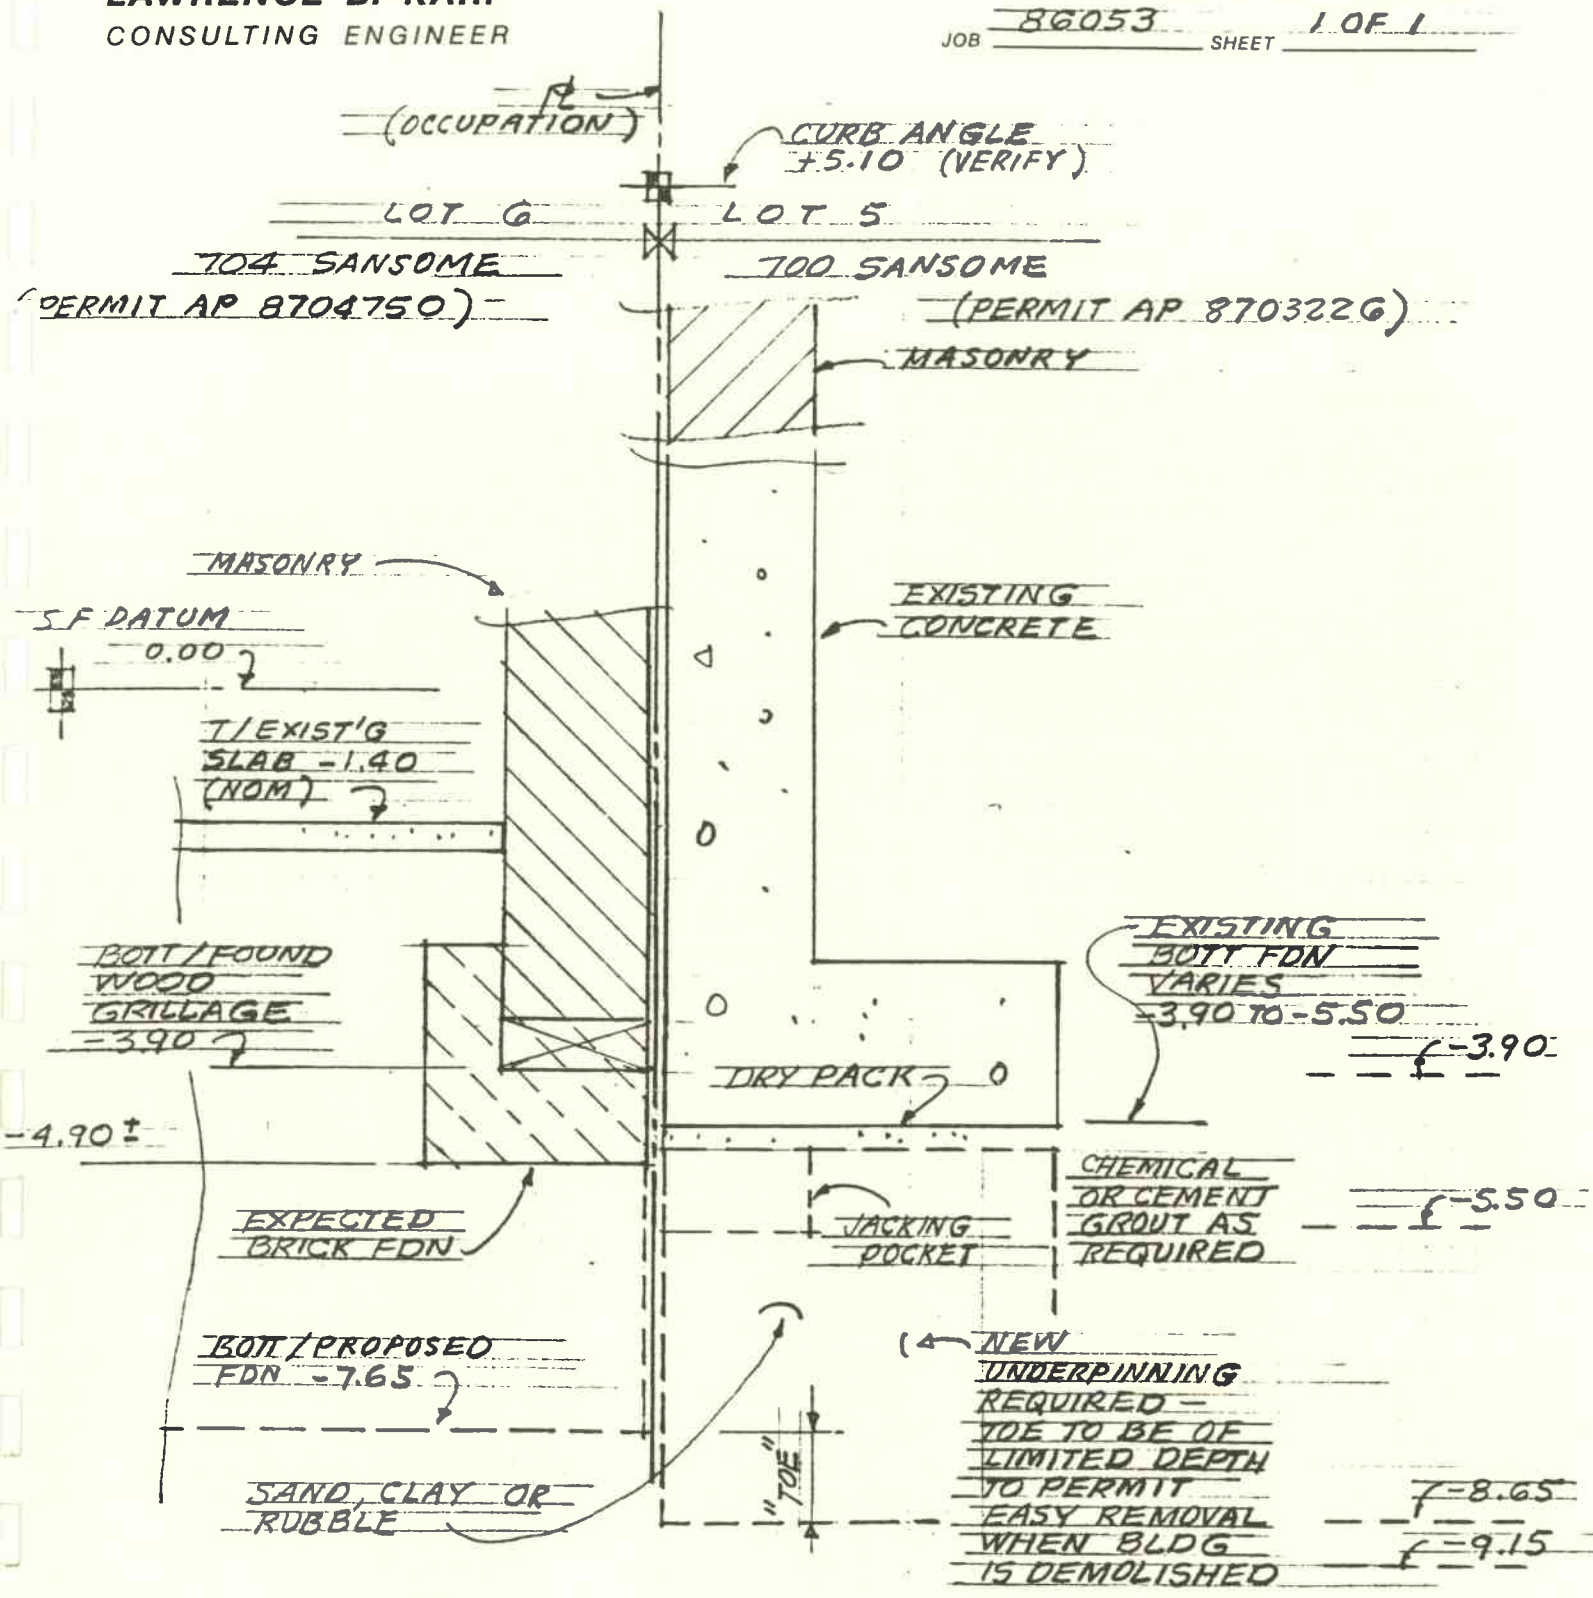 CONSULTING ENGINEER
JOB 86053 SHEET 1 OF 1
PL
(OCCUPATION)
CURB ANGLE
+5.10 (VERIFY)
LOT 6
LOT 5
704 SANSOME
700 SANSOME
(PERMIT AP 8704750)
(PERMIT AP 8703226)
MASONRY
MASONRY
S F DATUM
0.00
EXISTING
CONCRETE
T/EXIST'G
SLAB -1.40
(NOM)
BOTT/FOUND
WOOD
GRILLAGE
-3.90
EXISTING
BOTT FDN
VARIES
-3.90 TO -5.50
-3.90
DRY PACK
-4.90 ±
CHEMICAL
OR CEMENT
GROUT AS
REQUIRED
-5.50
EXPECTED
BRICK FDN
JACKING
POCKET
BOTT/PROPOSED
FDN -7.65
NEW
UNDERPINNING
REQUIRED -
TOE TO BE OF
LIMITED DEPTH
TO PERMIT
EASY REMOVAL
WHEN BLDG
IS DEMOLISHED
"TOE"
SAND, CLAY OR
RUBBLE
-8.65
-9.15